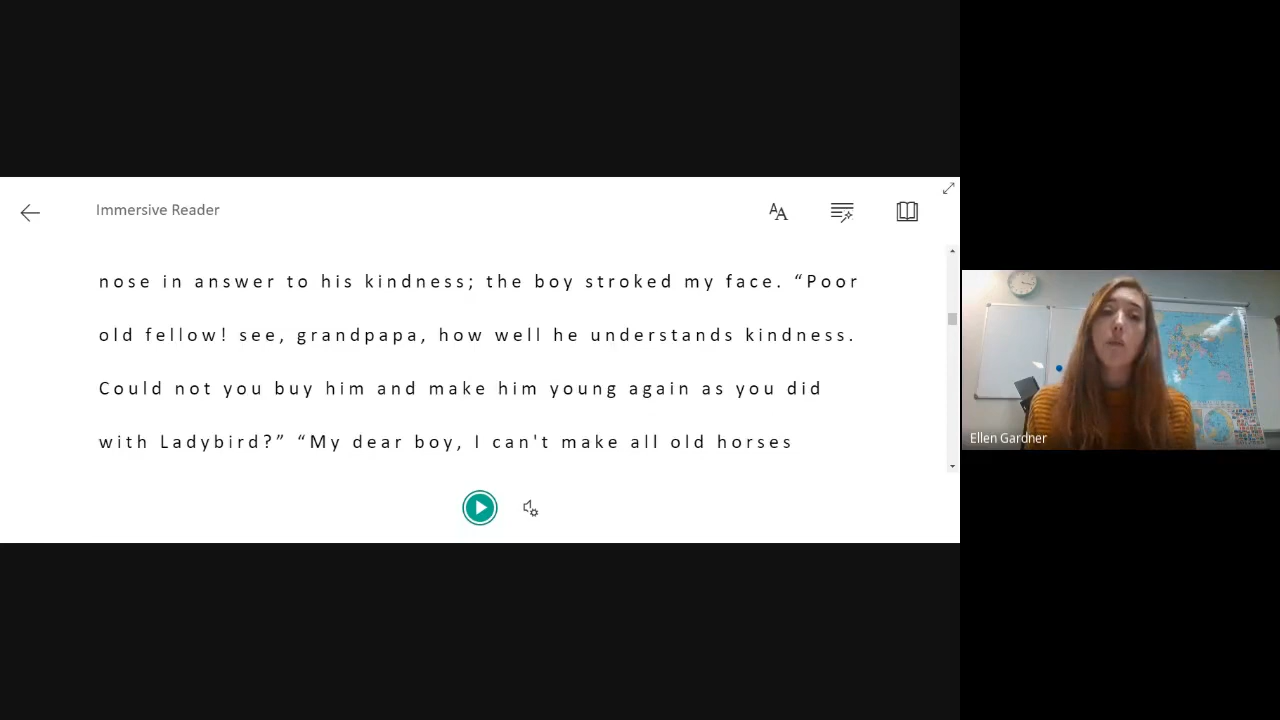 Immersive Reader
nose in answer to his kindness; the boy stroked my face. “Poor
old fellow! see, grandpapa, how well he understands kindness.
Could not you buy him and make him young again as you did
with Ladybird?” “My dear boy, I can't make all old horses
Ellen Gardner